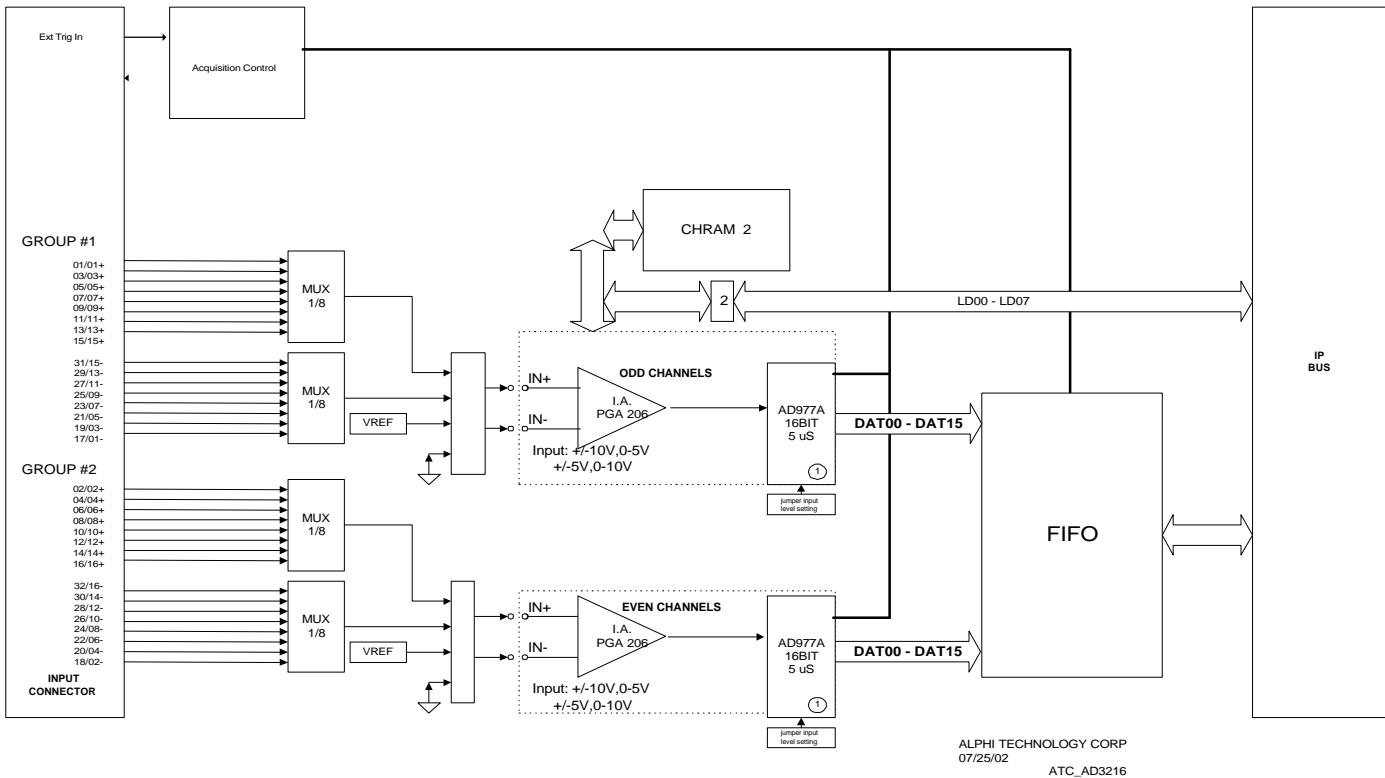 Ext Trig In
Acquisition Control
CHRAM 2
GROUP #1
01/01+
03/03+
05/05+
07/07+
09/09+
11/11+
13/13+
15/15+
MUX
1/8
2
LD00 - LD07
IP
BUS
31/15-
29/13-
27/11-
25/09-
23/07-
21/05-
19/03-
17/01-
MUX
1/8
VREF
IN+
IN-
ODD CHANNELS
I.A.
PGA 206
Input: +/-10V,0-5V
+/-5V,0-10V
AD977A
16BIT
5 uS
1
jumper input
level setting
DAT00 - DAT15
FIFO
GROUP #2
02/02+
04/04+
06/06+
08/08+
10/10+
12/12+
14/14+
16/16+
MUX
1/8
32/16-
30/14-
28/12-
26/10-
24/08-
22/06-
20/04-
18/02-
MUX
1/8
VREF
IN+
IN-
EVEN CHANNELS
I.A.
PGA 206
Input: +/-10V,0-5V
+/-5V,0-10V
AD977A
16BIT
5 uS
1
jumper input
level setting
DAT00 - DAT15
INPUT
CONNECTOR
ALPHI TECHNOLOGY CORP
07/25/02
ATC_AD3216